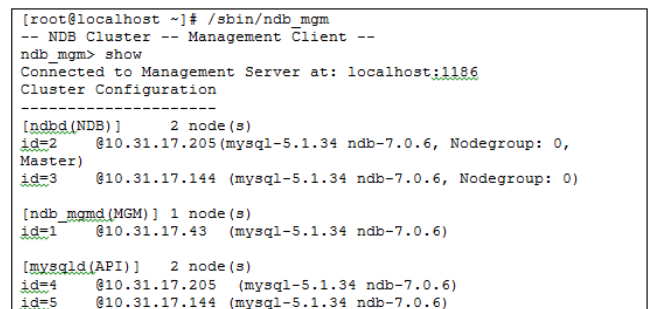 [root@localhost ~]# /sbin/ndb_mgm
-- NDB Cluster -- Management Client --
ndb_mgm> show
Connected to Management Server at: localhost:1186
Cluster Configuration
---------------------
[ndbd(NDB)]     2 node(s)
id=2    @10.31.17.205(mysql-5.1.34 ndb-7.0.6, Nodegroup: 0,
Master)
id=3    @10.31.17.144 (mysql-5.1.34 ndb-7.0.6, Nodegroup: 0)
[ndb_mgmd(MGM)] 1 node(s)
id=1    @10.31.17.43  (mysql-5.1.34 ndb-7.0.6)
[mysqld(API)]   2 node(s)
id=4    @10.31.17.205  (mysql-5.1.34 ndb-7.0.6)
id=5    @10.31.17.144 (mysql-5.1.34 ndb-7.0.6)